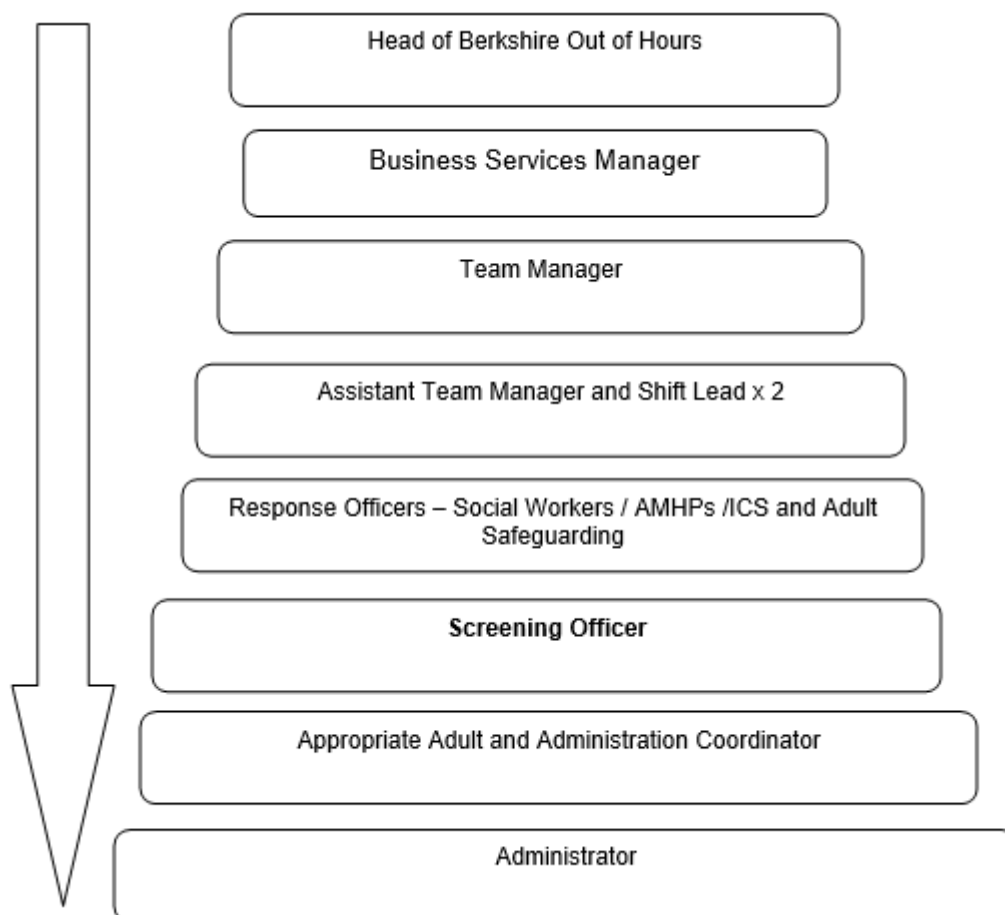 Head of Berkshire Out of Hours
Business Services Manager
Team Manager
Assistant Team Manager and Shift Lead x 2
Response Officers – Social Workers / AMHPs /ICS and Adult
Safeguarding
Screening Officer
Appropriate Adult and Administration Coordinator
Administrator